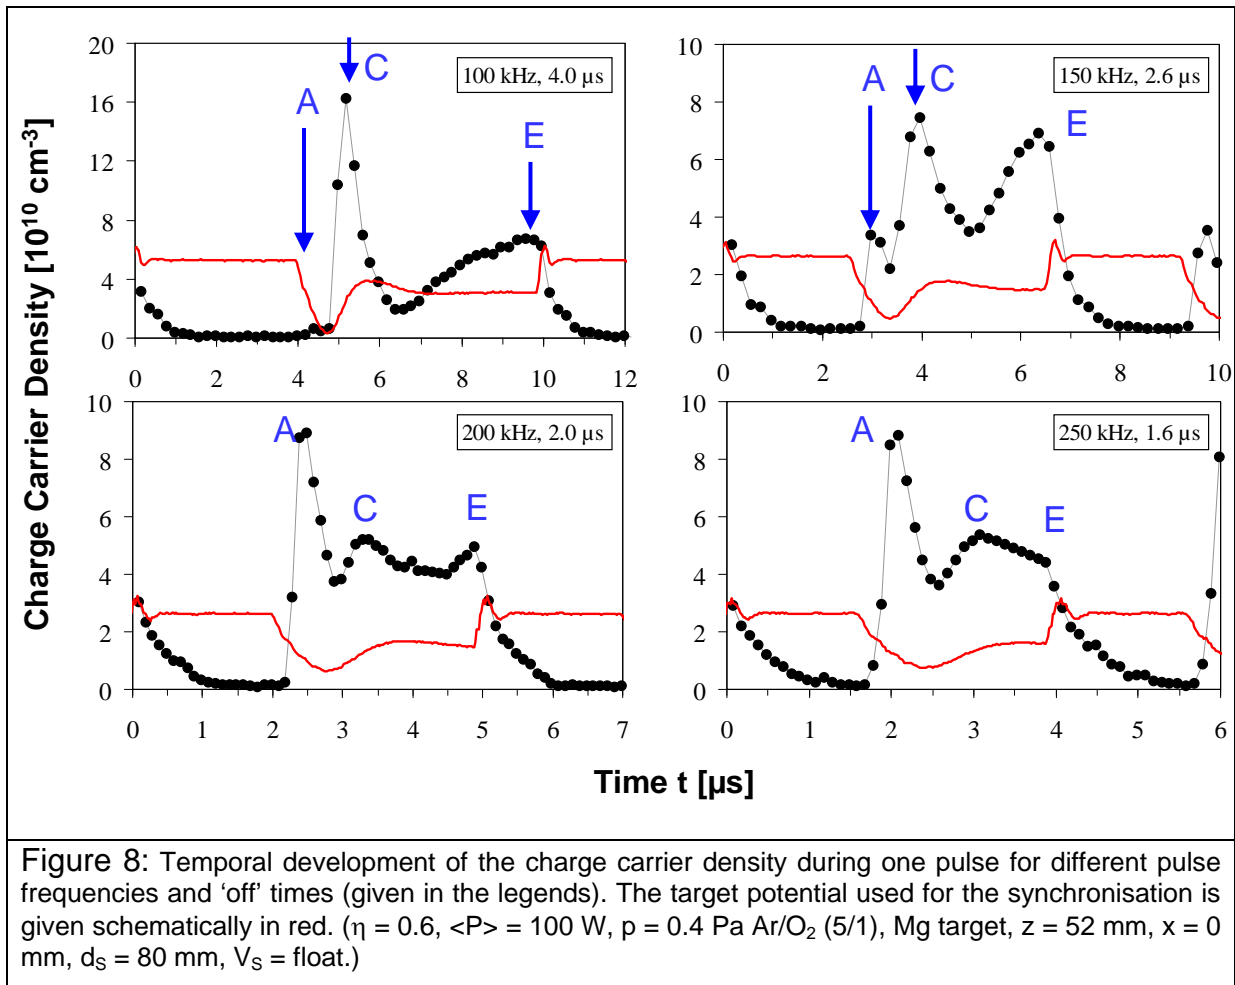 Charge Carrier Density [10¹⁰ cm⁻³]
20
16
12
8
4
0
A
C
E
100 kHz, 4.0 µs
0 2 4 6 8 10 12
10
8
6
4
2
0
A
C
E
150 kHz, 2.6 µs
0 2 4 6 8 10
10
8
6
4
2
0
A
C
E
200 kHz, 2.0 µs
0 1 2 3 4 5 6 7
10
8
6
4
2
0
A
C
E
250 kHz, 1.6 µs
0 1 2 3 4 5 6
Time t [µs]
Figure 8: Temporal development of the charge carrier density during one pulse for different pulse
frequencies and ‘off’ times (given in the legends). The target potential used for the synchronisation is
given schematically in red. (η = 0.6, <P> = 100 W, p = 0.4 Pa Ar/O₂ (5/1), Mg target, z = 52 mm, x = 0
mm, dₛ = 80 mm, Vₛ = float.)